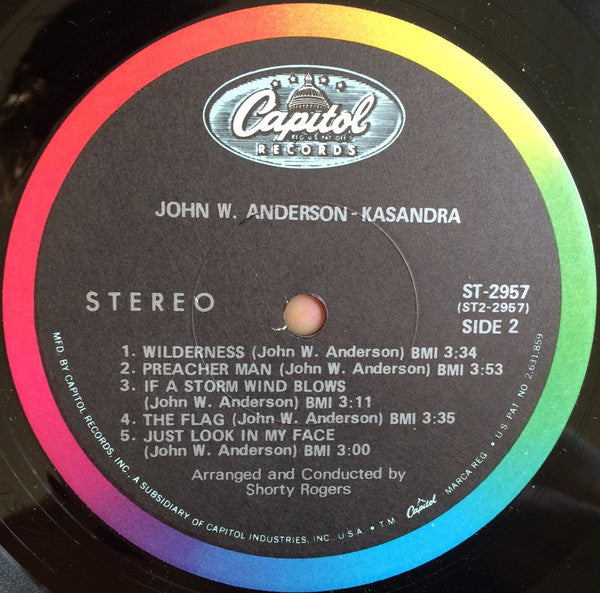 Capitol
REG. U.S. PAT. OFF.
RECORDS
JOHN W. ANDERSON - KASANDRA
STEREO
ST-2957
(ST2-2957)
SIDE 2
1. WILDERNESS (John W. Anderson) BMI 3:34
2. PREACHER MAN (John W. Anderson) BMI 3:53
3. IF A STORM WIND BLOWS
(John W. Anderson) BMI 3:11
4. THE FLAG (John W. Anderson) BMI 3:35
5. JUST LOOK IN MY FACE
(John W. Anderson) BMI 3:00
Arranged and Conducted by
Shorty Rogers
MFD. BY CAPITOL RECORDS, INC., A SUBSIDIARY OF CAPITOL INDUSTRIES, INC., U.S.A. • T.M. Capitol MARCA REG. • U.S. PAT. NO. 2,631,859